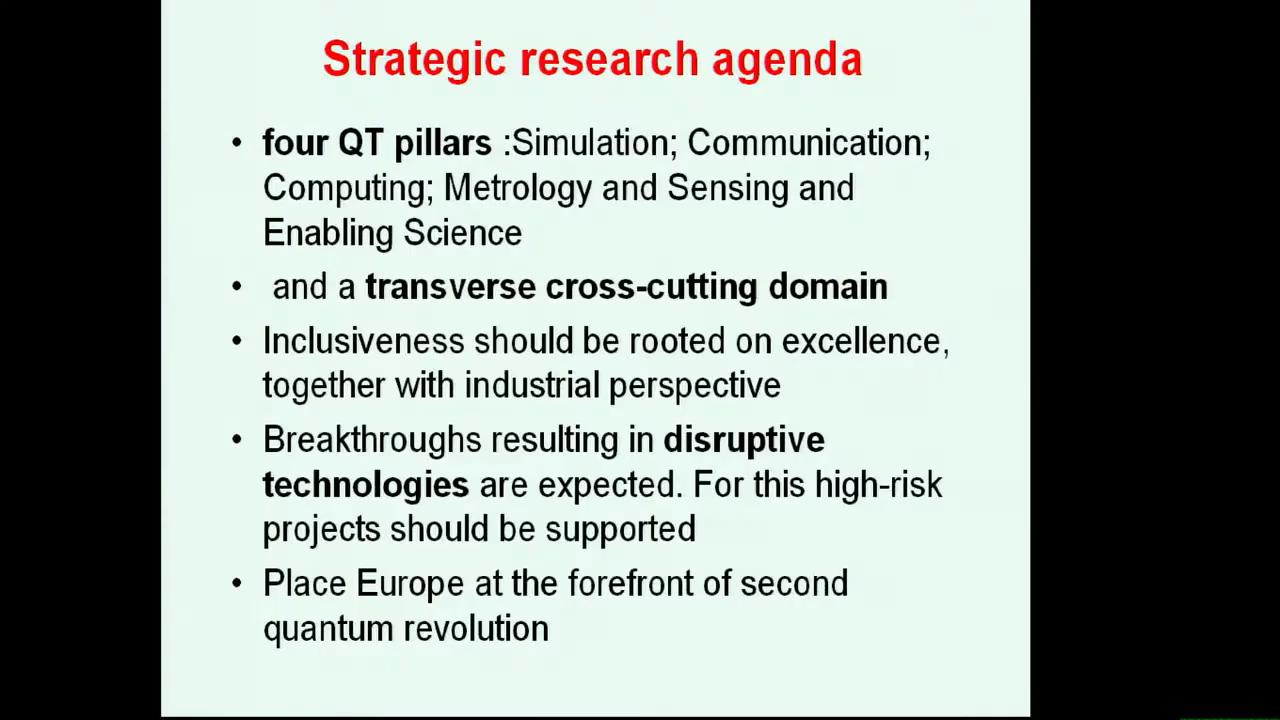 Strategic research agenda
• four QT pillars :Simulation; Communication;
Computing; Metrology and Sensing and
Enabling Science
• and a transverse cross-cutting domain
• Inclusiveness should be rooted on excellence,
together with industrial perspective
• Breakthroughs resulting in disruptive
technologies are expected. For this high-risk
projects should be supported
• Place Europe at the forefront of second
quantum revolution